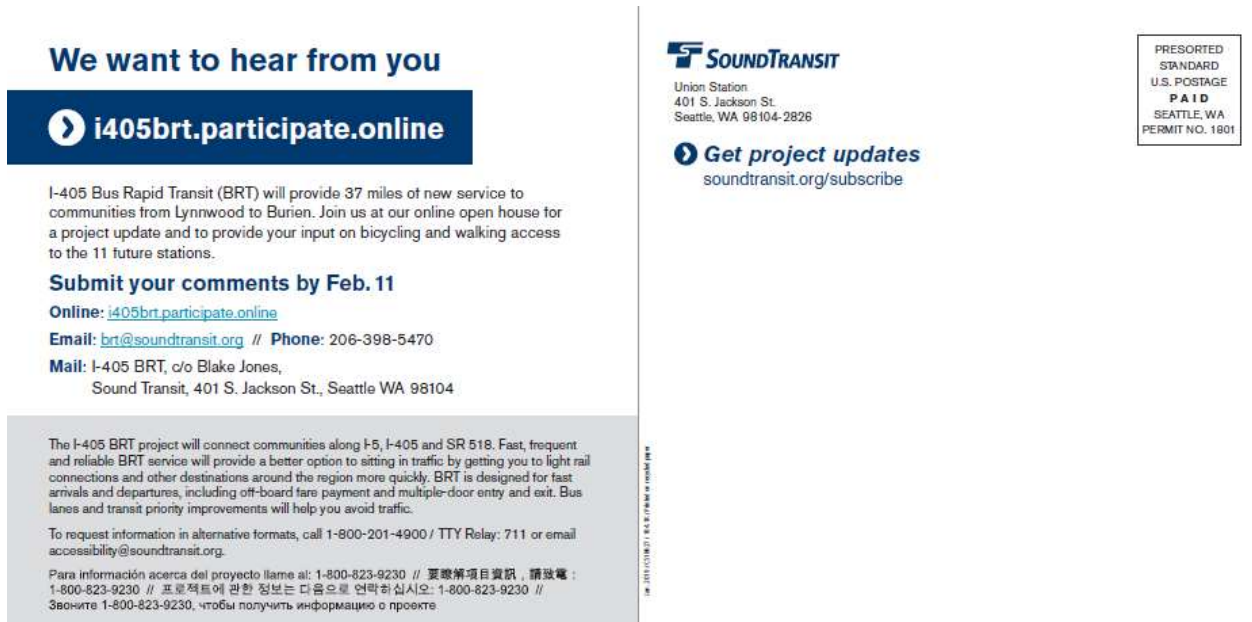 We want to hear from you
i405brt.participate.online
I-405 Bus Rapid Transit (BRT) will provide 37 miles of new service to
communities from Lynnwood to Burien. Join us at our online open house for
a project update and to provide your input on bicycling and walking access
to the 11 future stations.
Submit your comments by Feb. 11
Online: i405brt.participate.online
Email: brt@soundtransit.org // Phone: 206-398-5470
Mail: I-405 BRT, c/o Blake Jones,
Sound Transit, 401 S. Jackson St., Seattle WA 98104
The I-405 BRT project will connect communities along I-5, I-405 and SR 518. Fast, frequent
and reliable BRT service will provide a better option to sitting in traffic by getting you to light rail
connections and other destinations around the region more quickly. BRT is designed for fast
arrivals and departures, including off-board fare payment and multiple-door entry and exit. Bus
lanes and transit priority improvements will help you avoid traffic.
To request information in alternative formats, call 1-800-201-4900 / TTY Relay: 711 or email
accessibility@soundtransit.org.
Para información acerca del proyecto llame al: 1-800-823-9230 // 要瞭解項目資訊，請致電：
1-800-823-9230 // 프로젝트에 관한 정보는 다음으로 연락하십시오: 1-800-823-9230 //
Звоните 1-800-823-9230, чтобы получить информацию о проекте
SOUNDTRANSIT
Union Station
401 S. Jackson St.
Seattle, WA 98104-2826
Get project updates
soundtransit.org/subscribe
PRESORTED
STANDARD
U.S. POSTAGE
PAID
SEATTLE, WA
PERMIT NO. 1801
Printed on recycled paper